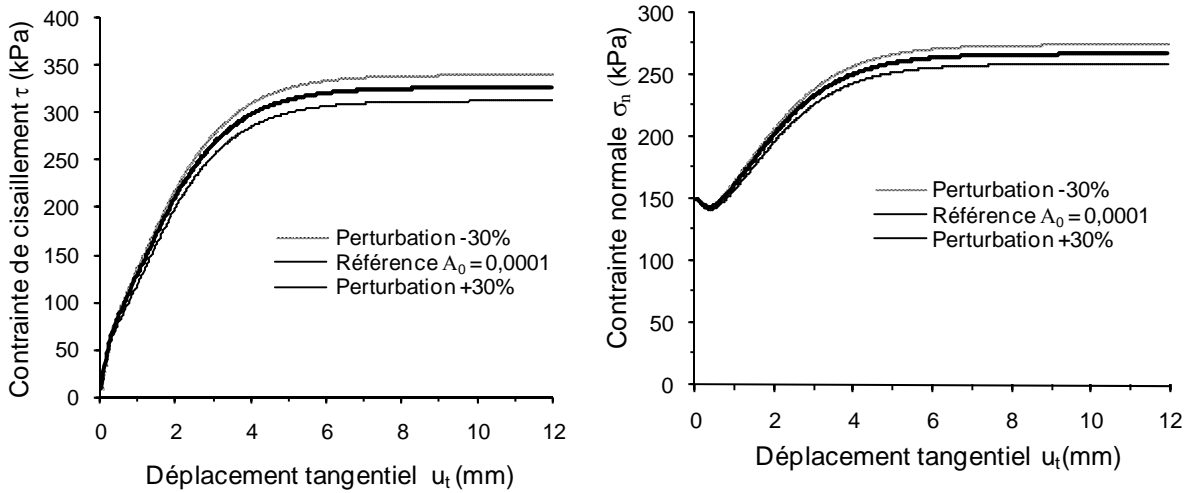 400
350
300
250
200
150
100
50
0
Contrainte de cisaillement τ (kPa)
Perturbation -30%
Référence A₀ = 0,0001
Perturbation +30%
0 2 4 6 8 10 12
Déplacement tangentiel uₜ (mm)
300
250
200
150
100
50
0
Contrainte normale σₙ (kPa)
Perturbation -30%
Référence A₀ = 0,0001
Perturbation +30%
0 2 4 6 8 10 12
Déplacement tangentiel uₜ(mm)